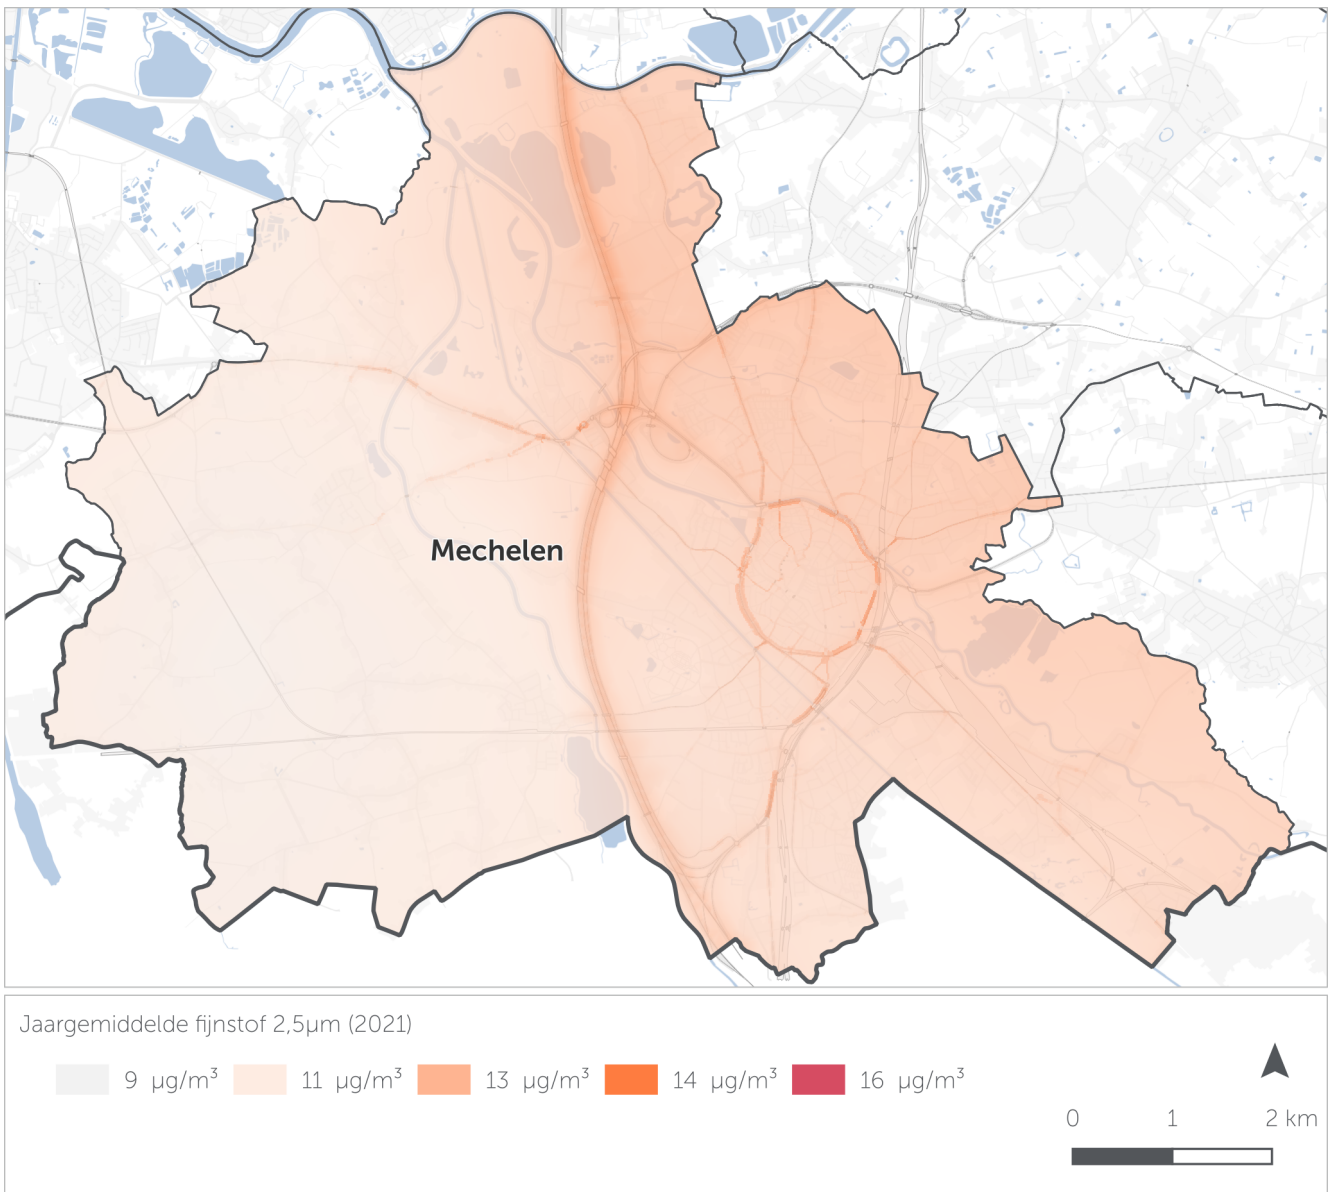 Mechelen
Jaargemiddelde fijnstof 2,5µm (2021)
9 µg/m³ 11 µg/m³ 13 µg/m³ 14 µg/m³ 16 µg/m³
0 1 2 km